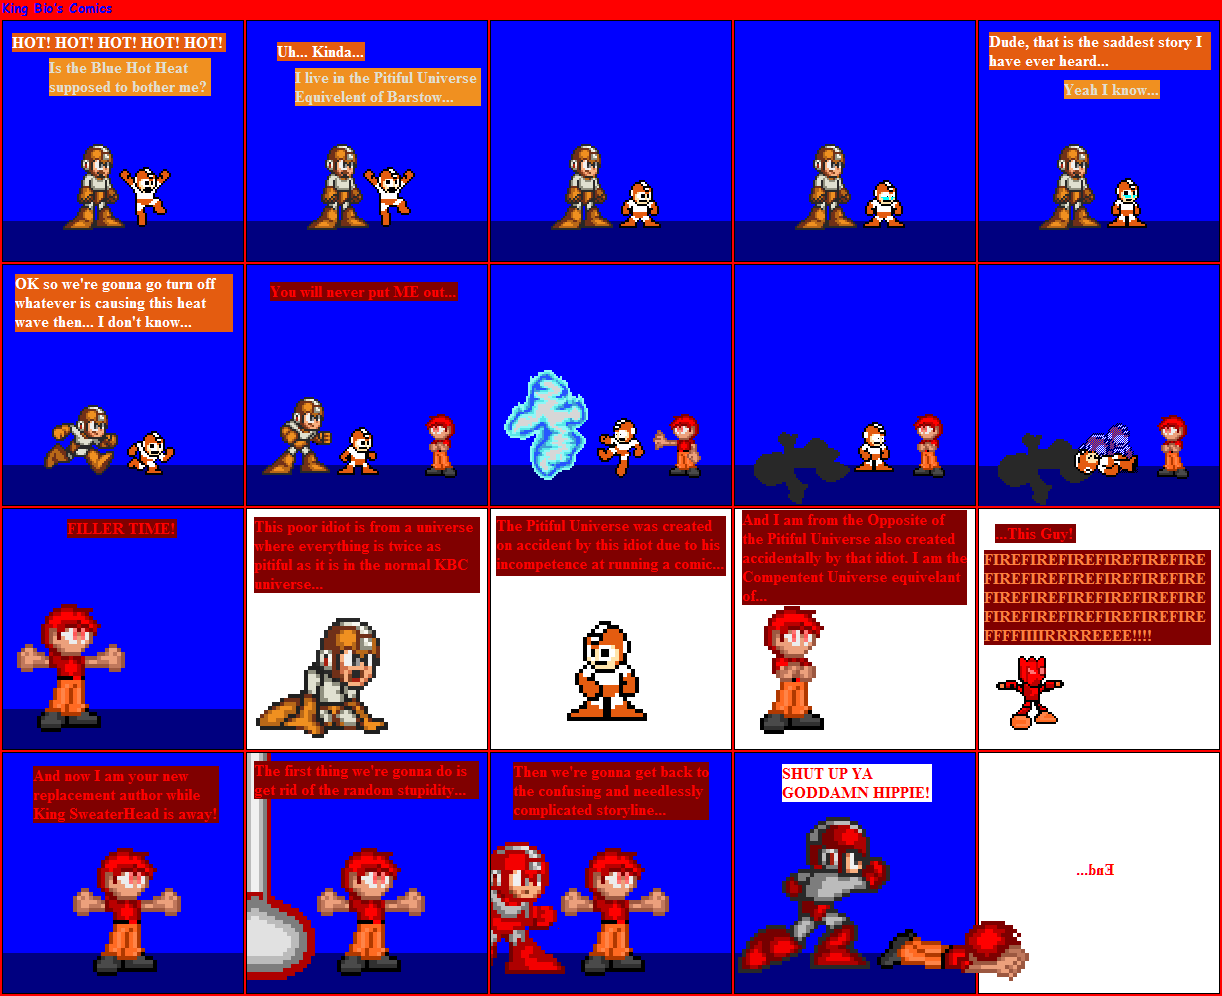 King Bio's Comics
HOT! HOT! HOT! HOT! HOT!
Is the Blue Hot Heat
supposed to bother me?
Uh... Kinda...
I live in the Pitiful Universe
Equivelent of Barstow...
Dude, that is the saddest story I
have ever heard...
Yeah I know...
OK so we're gonna go turn off
whatever is causing this heat
wave then... I don't know...
You will never put ME out...
FILLER TIME!
This poor idiot is from a universe
where everything is twice as
pitiful as it is in the normal KBC
universe...
The Pitiful Universe was created
on accident by this idiot due to his
incompetence at running a comic...
And I am from the Opposite of
the Pitiful Universe also created
accidentally by that idiot. I am the
Compentent Universe equivelant
of...
...This Guy!
FIREFIREFIREFIREFIREFIRE
FIREFIREFIREFIREFIREFIRE
FIREFIREFIREFIREFIREFIRE
FIREFIREFIREFIREFIREFIRE
FFFFIIIIRRRREEEE!!!!
And now I am your new
replacement author while
King SweaterHead is away!
The first thing we're gonna do is
get rid of the random stupidity...
Then we're gonna get back to
the confusing and needlessly
complicated storyline...
SHUT UP YA
GODDAMN HIPPIE!
End...